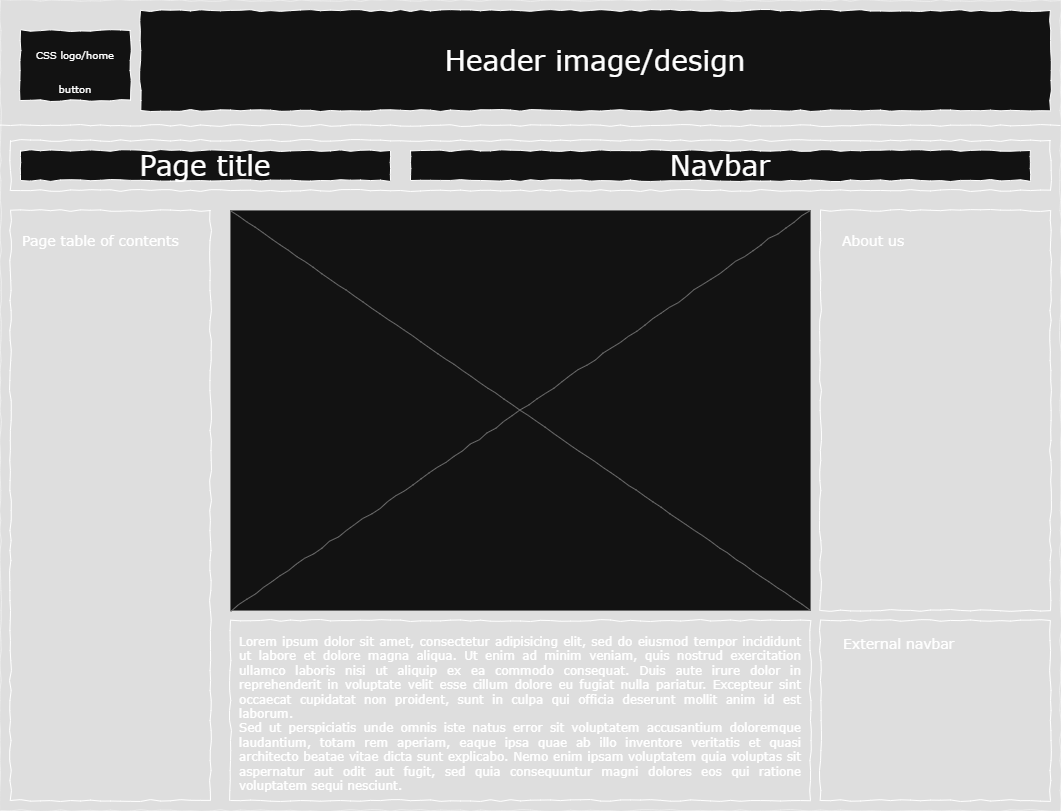 CSS logo/home
button
Header image/design
Page title
Navbar
Page table of contents
About us
Lorem ipsum dolor sit amet, consectetur adipisicing elit, sed do eiusmod tempor incididunt
ut labore et dolore magna aliqua. Ut enim ad minim veniam, quis nostrud exercitation
ullamco laboris nisi ut aliquip ex ea commodo consequat. Duis aute irure dolor in
reprehenderit in voluptate velit esse cillum dolore eu fugiat nulla pariatur. Excepteur sint
occaecat cupidatat non proident, sunt in culpa qui officia deserunt mollit anim id est
laborum.
Sed ut perspiciatis unde omnis iste natus error sit voluptatem accusantium doloremque
laudantium, totam rem aperiam, eaque ipsa quae ab illo inventore veritatis et quasi
architecto beatae vitae dicta sunt explicabo. Nemo enim ipsam voluptatem quia voluptas sit
aspernatur aut odit aut fugit, sed quia consequuntur magni dolores eos qui ratione
voluptatem sequi nesciunt.
External navbar